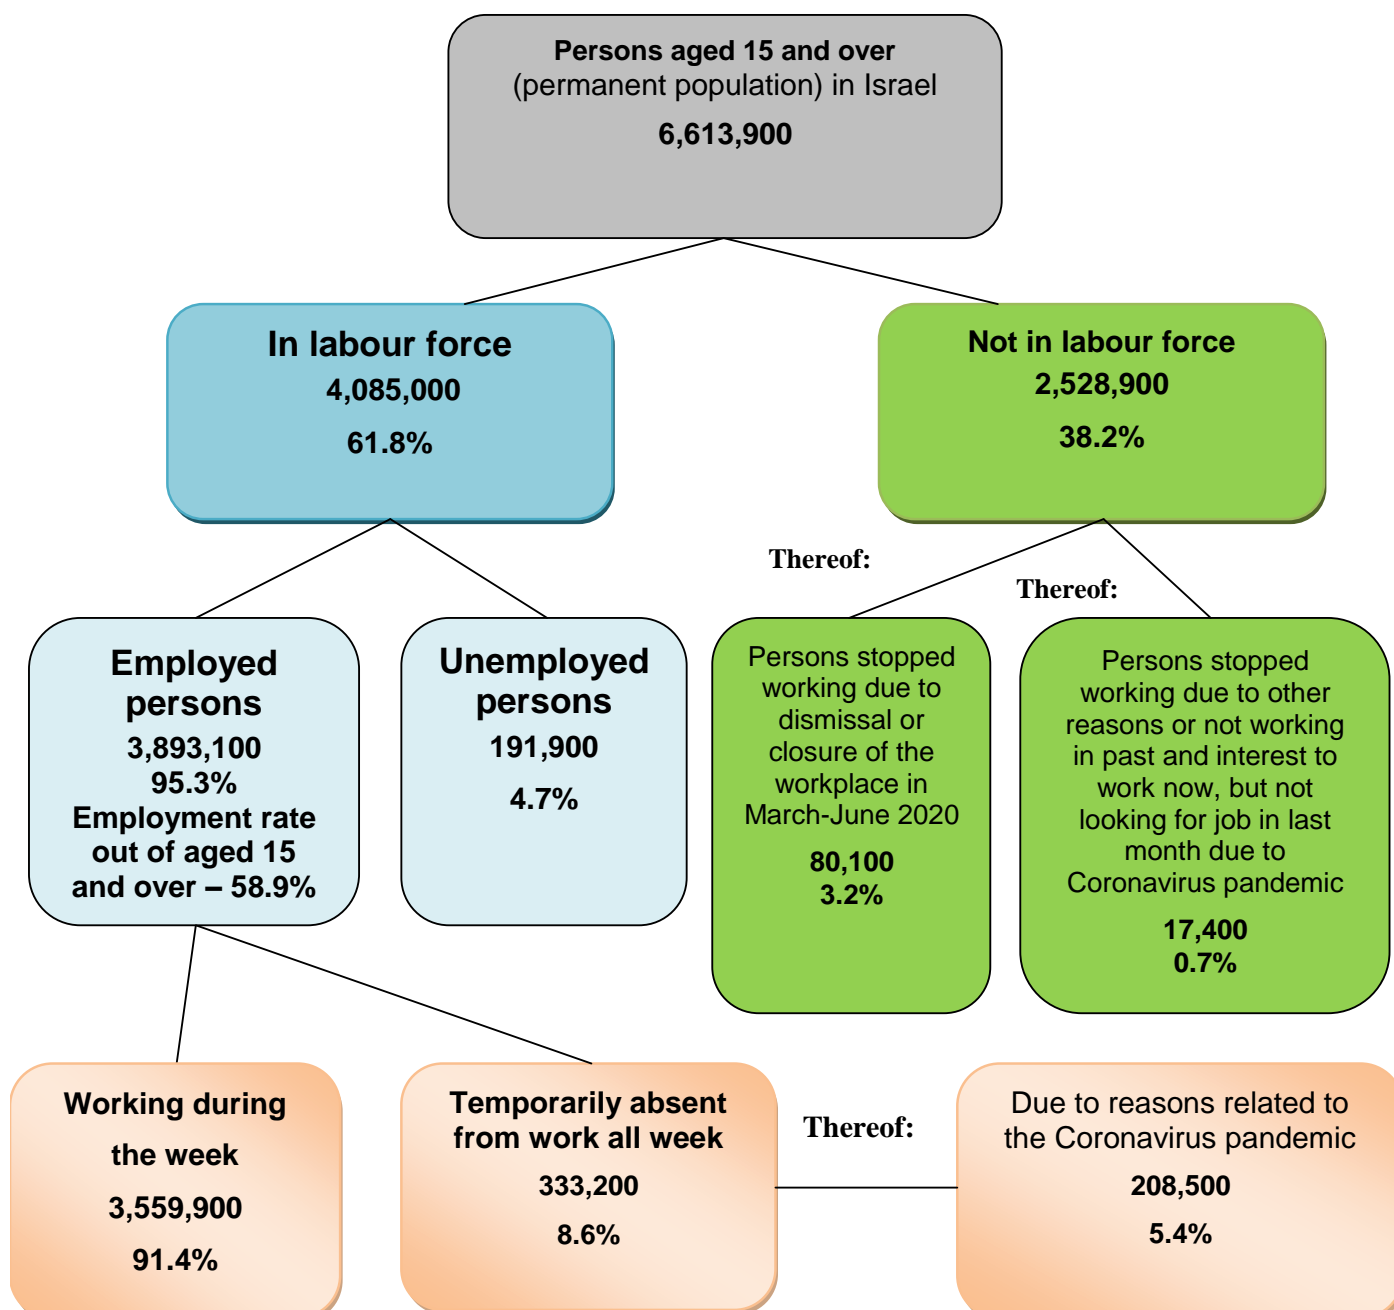 Persons aged 15 and over
(permanent population) in Israel
6,613,900
In labour force
4,085,000
61.8%
Not in labour force
2,528,900
38.2%
Thereof:
Thereof:
Employed
persons
3,893,100
95.3%
Employment rate
out of aged 15
and over – 58.9%
Unemployed
persons
191,900
4.7%
Persons stopped
working due to
dismissal or
closure of the
workplace in
March-June 2020
80,100
3.2%
Persons stopped
working due to other
reasons or not working
in past and interest to
work now, but not
looking for job in last
month due to
Coronavirus pandemic
17,400
0.7%
Working during
the week
3,559,900
91.4%
Temporarily absent
from work all week
333,200
8.6%
Thereof:
Due to reasons related to
the Coronavirus pandemic
208,500
5.4%